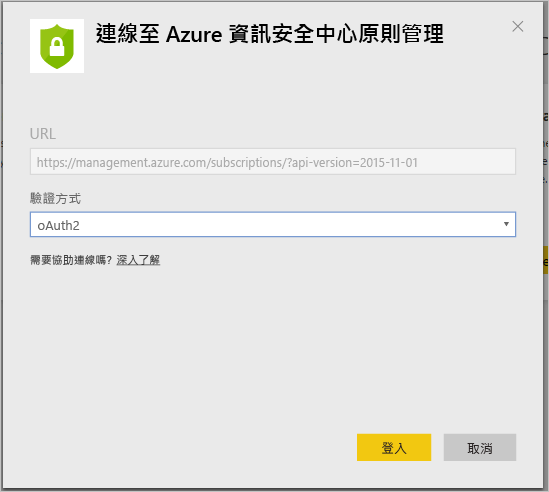 連線至 Azure 資訊安全中心原則管理
URL
https://management.azure.com/subscriptions/?api-version=2015-11-01
驗證方式
oAuth2
需要協助連線嗎? 深入了解
登入
取消